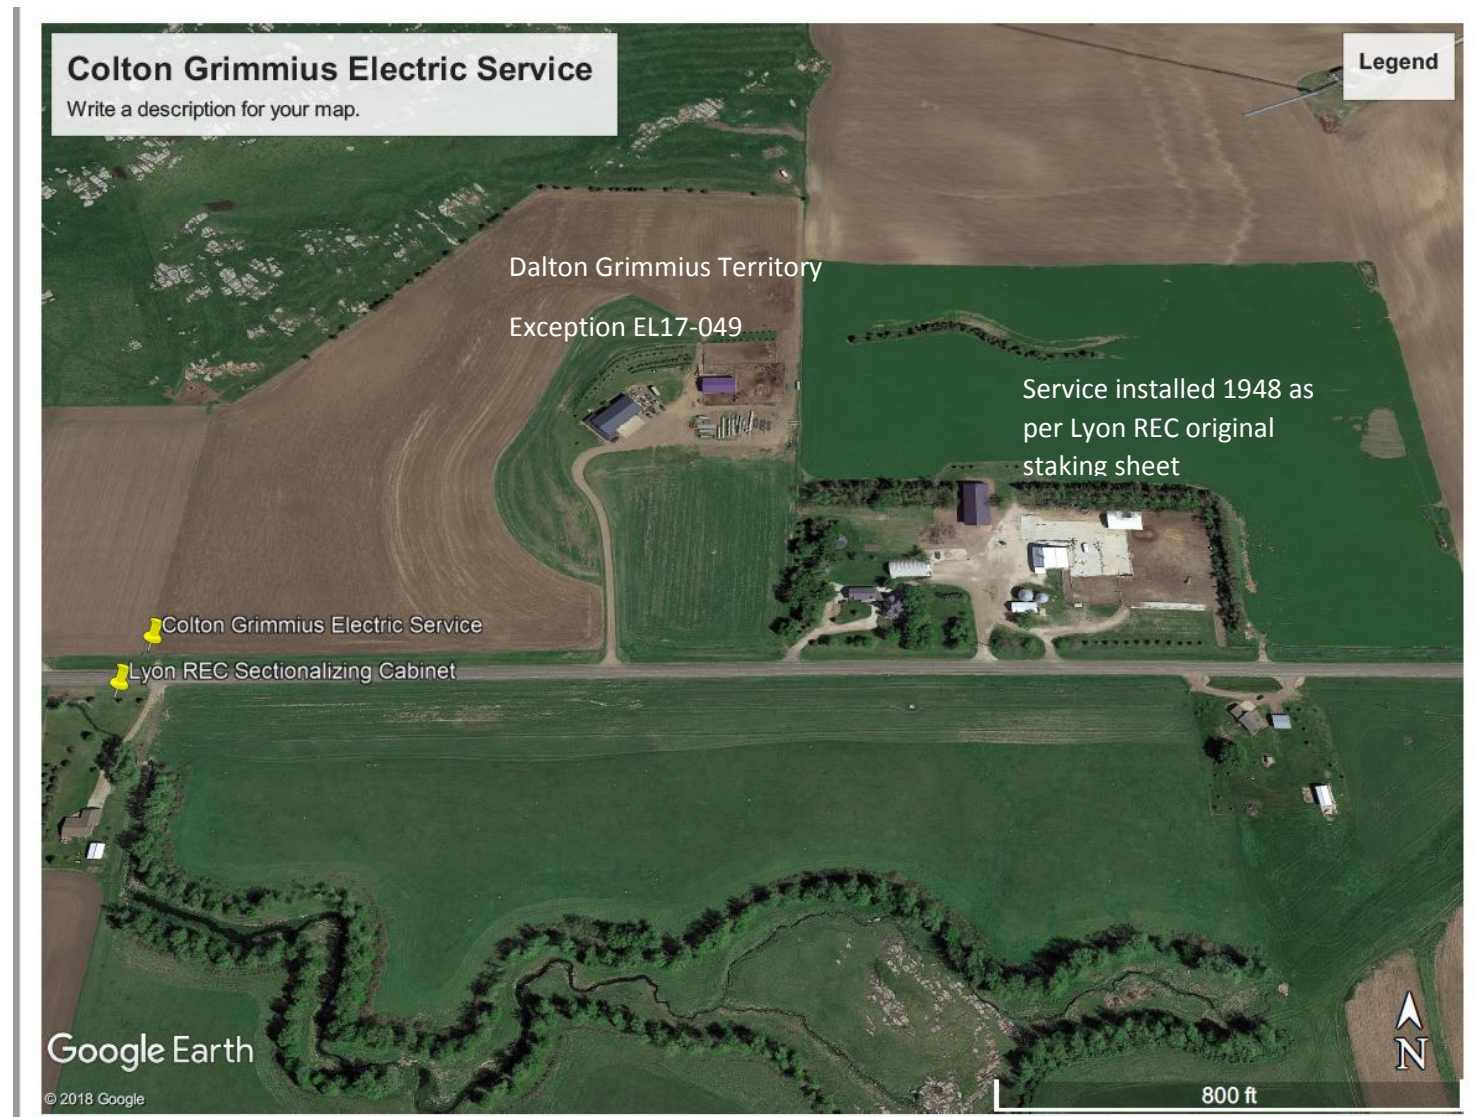 Colton Grimmius Electric Service
Write a description for your map.
Legend
Dalton Grimmius Territory
Exception EL17-049
Service installed 1948 as
per Lyon REC original
staking sheet
Colton Grimmius Electric Service
Lyon REC Sectionalizing Cabinet
Google Earth
© 2018 Google
N
800 ft